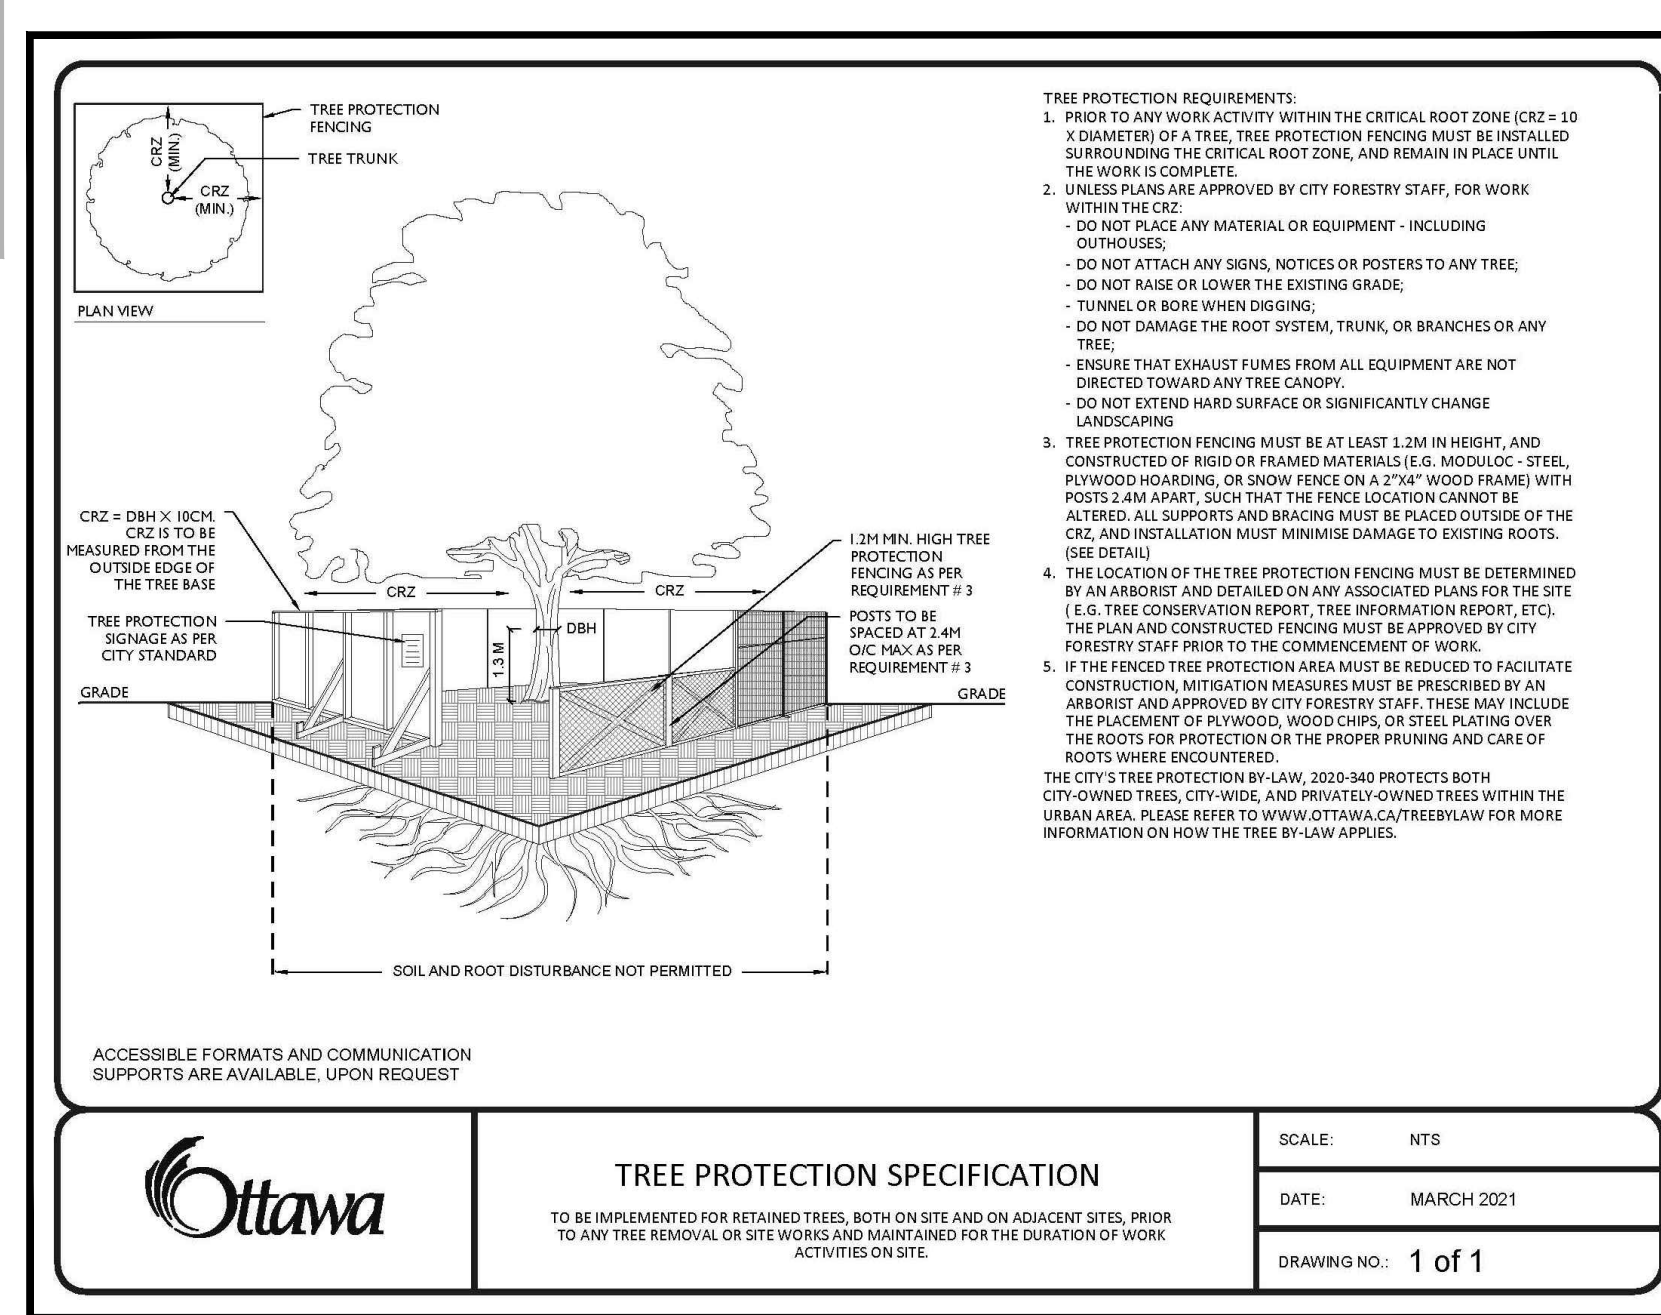 TREE PROTECTION
FENCING
TREE TRUNK
CRZ
(MIN.)
CRZ
(MIN.)
PLAN VIEW
CRZ = DBH X 10CM.
CRZ IS TO BE
MEASURED FROM THE
OUTSIDE EDGE OF
THE TREE BASE
TREE PROTECTION
SIGNAGE AS PER
CITY STANDARD
GRADE
CRZ
CRZ
DBH
1.3 M
1.2M MIN. HIGH TREE
PROTECTION
FENCING AS PER
REQUIREMENT # 3
POSTS TO BE
SPACED AT 2.4M
O/C MAX AS PER
REQUIREMENT # 3
GRADE
SOIL AND ROOT DISTURBANCE NOT PERMITTED
ACCESSIBLE FORMATS AND COMMUNICATION
SUPPORTS ARE AVAILABLE, UPON REQUEST
TREE PROTECTION REQUIREMENTS:
1. PRIOR TO ANY WORK ACTIVITY WITHIN THE CRITICAL ROOT ZONE (CRZ = 10
X DIAMETER) OF A TREE, TREE PROTECTION FENCING MUST BE INSTALLED
SURROUNDING THE CRITICAL ROOT ZONE, AND REMAIN IN PLACE UNTIL
THE WORK IS COMPLETE.
2. UNLESS PLANS ARE APPROVED BY CITY FORESTRY STAFF, FOR WORK
WITHIN THE CRZ:
- DO NOT PLACE ANY MATERIAL OR EQUIPMENT - INCLUDING
OUTHOUSES;
- DO NOT ATTACH ANY SIGNS, NOTICES OR POSTERS TO ANY TREE;
- DO NOT RAISE OR LOWER THE EXISTING GRADE;
- TUNNEL OR BORE WHEN DIGGING;
- DO NOT DAMAGE THE ROOT SYSTEM, TRUNK, OR BRANCHES OR ANY
TREE;
- ENSURE THAT EXHAUST FUMES FROM ALL EQUIPMENT ARE NOT
DIRECTED TOWARD ANY TREE CANOPY.
- DO NOT EXTEND HARD SURFACE OR SIGNIFICANTLY CHANGE
LANDSCAPING
3. TREE PROTECTION FENCING MUST BE AT LEAST 1.2M IN HEIGHT, AND
CONSTRUCTED OF RIGID OR FRAMED MATERIALS (E.G. MODULOC - STEEL,
PLYWOOD HOARDING, OR SNOW FENCE ON A 2”X4” WOOD FRAME) WITH
POSTS 2.4M APART, SUCH THAT THE FENCE LOCATION CANNOT BE
ALTERED. ALL SUPPORTS AND BRACING MUST BE PLACED OUTSIDE OF THE
CRZ, AND INSTALLATION MUST MINIMISE DAMAGE TO EXISTING ROOTS.
(SEE DETAIL)
4. THE LOCATION OF THE TREE PROTECTION FENCING MUST BE DETERMINED
BY AN ARBORIST AND DETAILED ON ANY ASSOCIATED PLANS FOR THE SITE
( E.G. TREE CONSERVATION REPORT, TREE INFORMATION REPORT, ETC).
THE PLAN AND CONSTRUCTED FENCING MUST BE APPROVED BY CITY
FORESTRY STAFF PRIOR TO THE COMMENCEMENT OF WORK.
5. IF THE FENCED TREE PROTECTION AREA MUST BE REDUCED TO FACILITATE
CONSTRUCTION, MITIGATION MEASURES MUST BE PRESCRIBED BY AN
ARBORIST AND APPROVED BY CITY FORESTRY STAFF. THESE MAY INCLUDE
THE PLACEMENT OF PLYWOOD, WOOD CHIPS, OR STEEL PLATING OVER
THE ROOTS FOR PROTECTION OR THE PROPER PRUNING AND CARE OF
ROOTS WHERE ENCOUNTERED.
THE CITY'S TREE PROTECTION BY-LAW, 2020-340 PROTECTS BOTH
CITY-OWNED TREES, CITY-WIDE, AND PRIVATELY-OWNED TREES WITHIN THE
URBAN AREA. PLEASE REFER TO WWW.OTTAWA.CA/TREEBYLAW FOR MORE
INFORMATION ON HOW THE TREE BY-LAW APPLIES.
Ottawa
TREE PROTECTION SPECIFICATION
TO BE IMPLEMENTED FOR RETAINED TREES, BOTH ON SITE AND ON ADJACENT SITES, PRIOR
TO ANY TREE REMOVAL OR SITE WORKS AND MAINTAINED FOR THE DURATION OF WORK
ACTIVITIES ON SITE.
SCALE: NTS
DATE: MARCH 2021
DRAWING NO.: 1 of 1